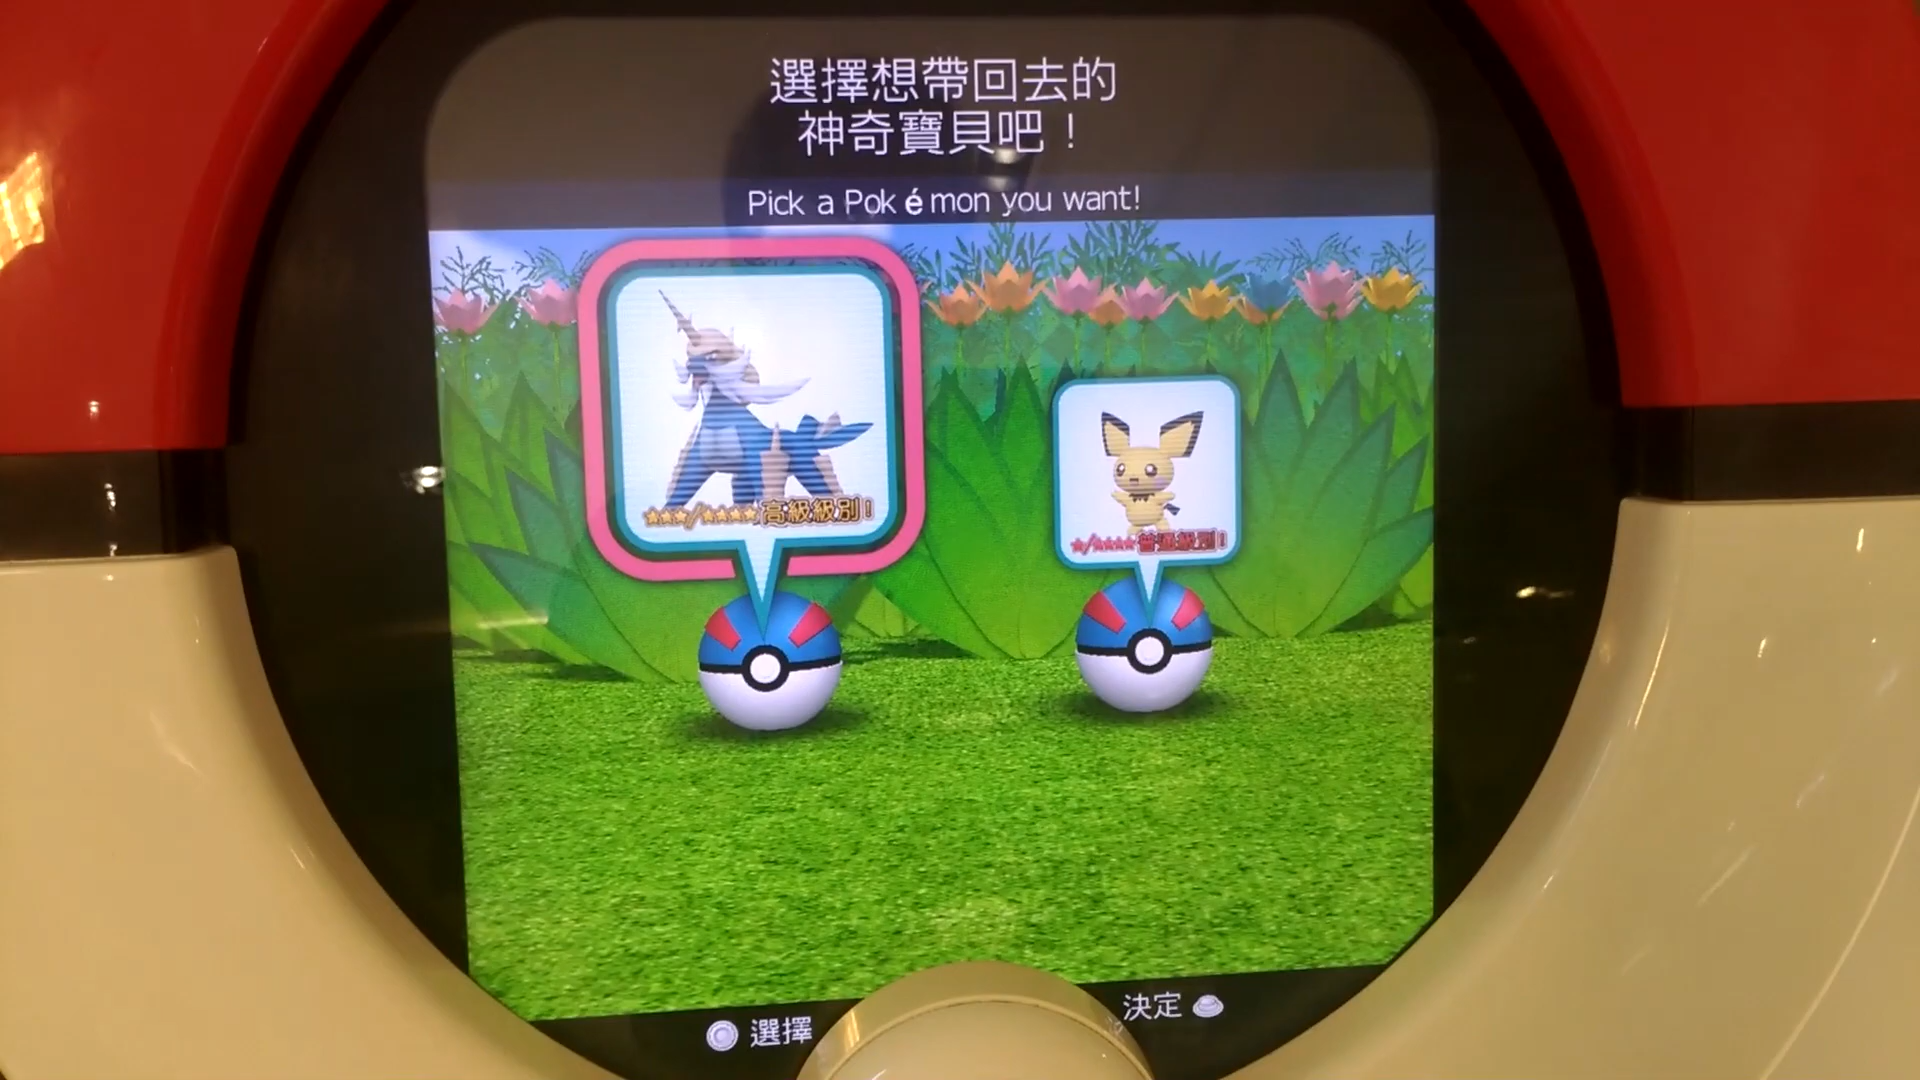 選擇想帶回去的
神奇寶貝吧！
Pick a Pokémon you want!
★★★/★★★★高級級別！
★/★★★★普通級別！
選擇
決定